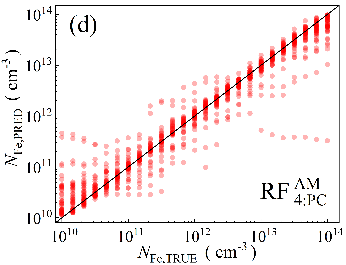 (d)
10^14
10^13
10^12
10^11
10^10
N_Fe,PRED ( cm^-3 )
RF^AM_4:PC
10^10 10^11 10^12 10^13 10^14
N_Fe,TRUE ( cm^-3 )